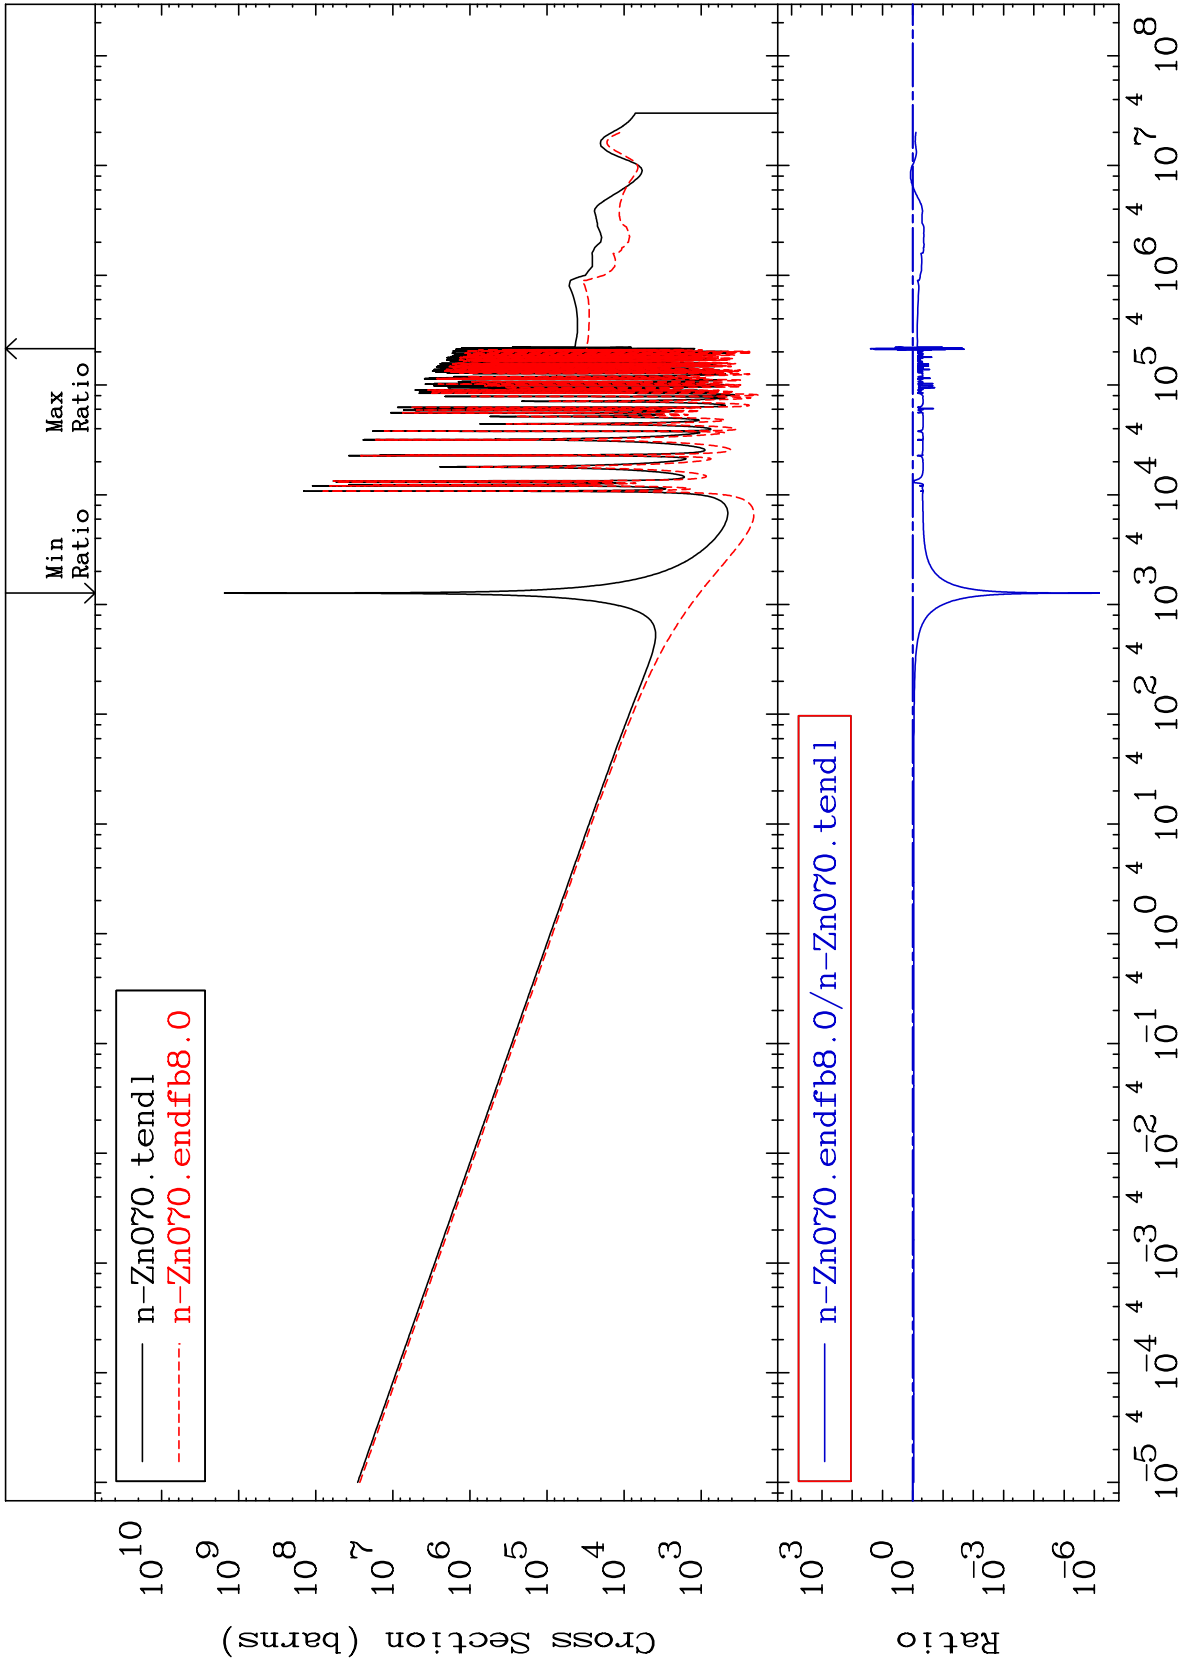 Min Ratio
Max Ratio
10^10
10^9
10^8
10^7
10^6
10^5
10^4
10^-3
Cross Section (barns)
n-Zn070.tendl
n-Zn070.endfb8.0
10^3
10^0
10^-3
10^-6
Ratio
n-Zn070.endfb8.0/n-Zn070.tendl
10^-5 4 10^-4 4 10^-3 4 10^-2 4 10^-1 4 10^0 4 10^1 4 10^2 4 10^3 4 10^4 4 10^5 4 10^6 4 10^7 4 10^8